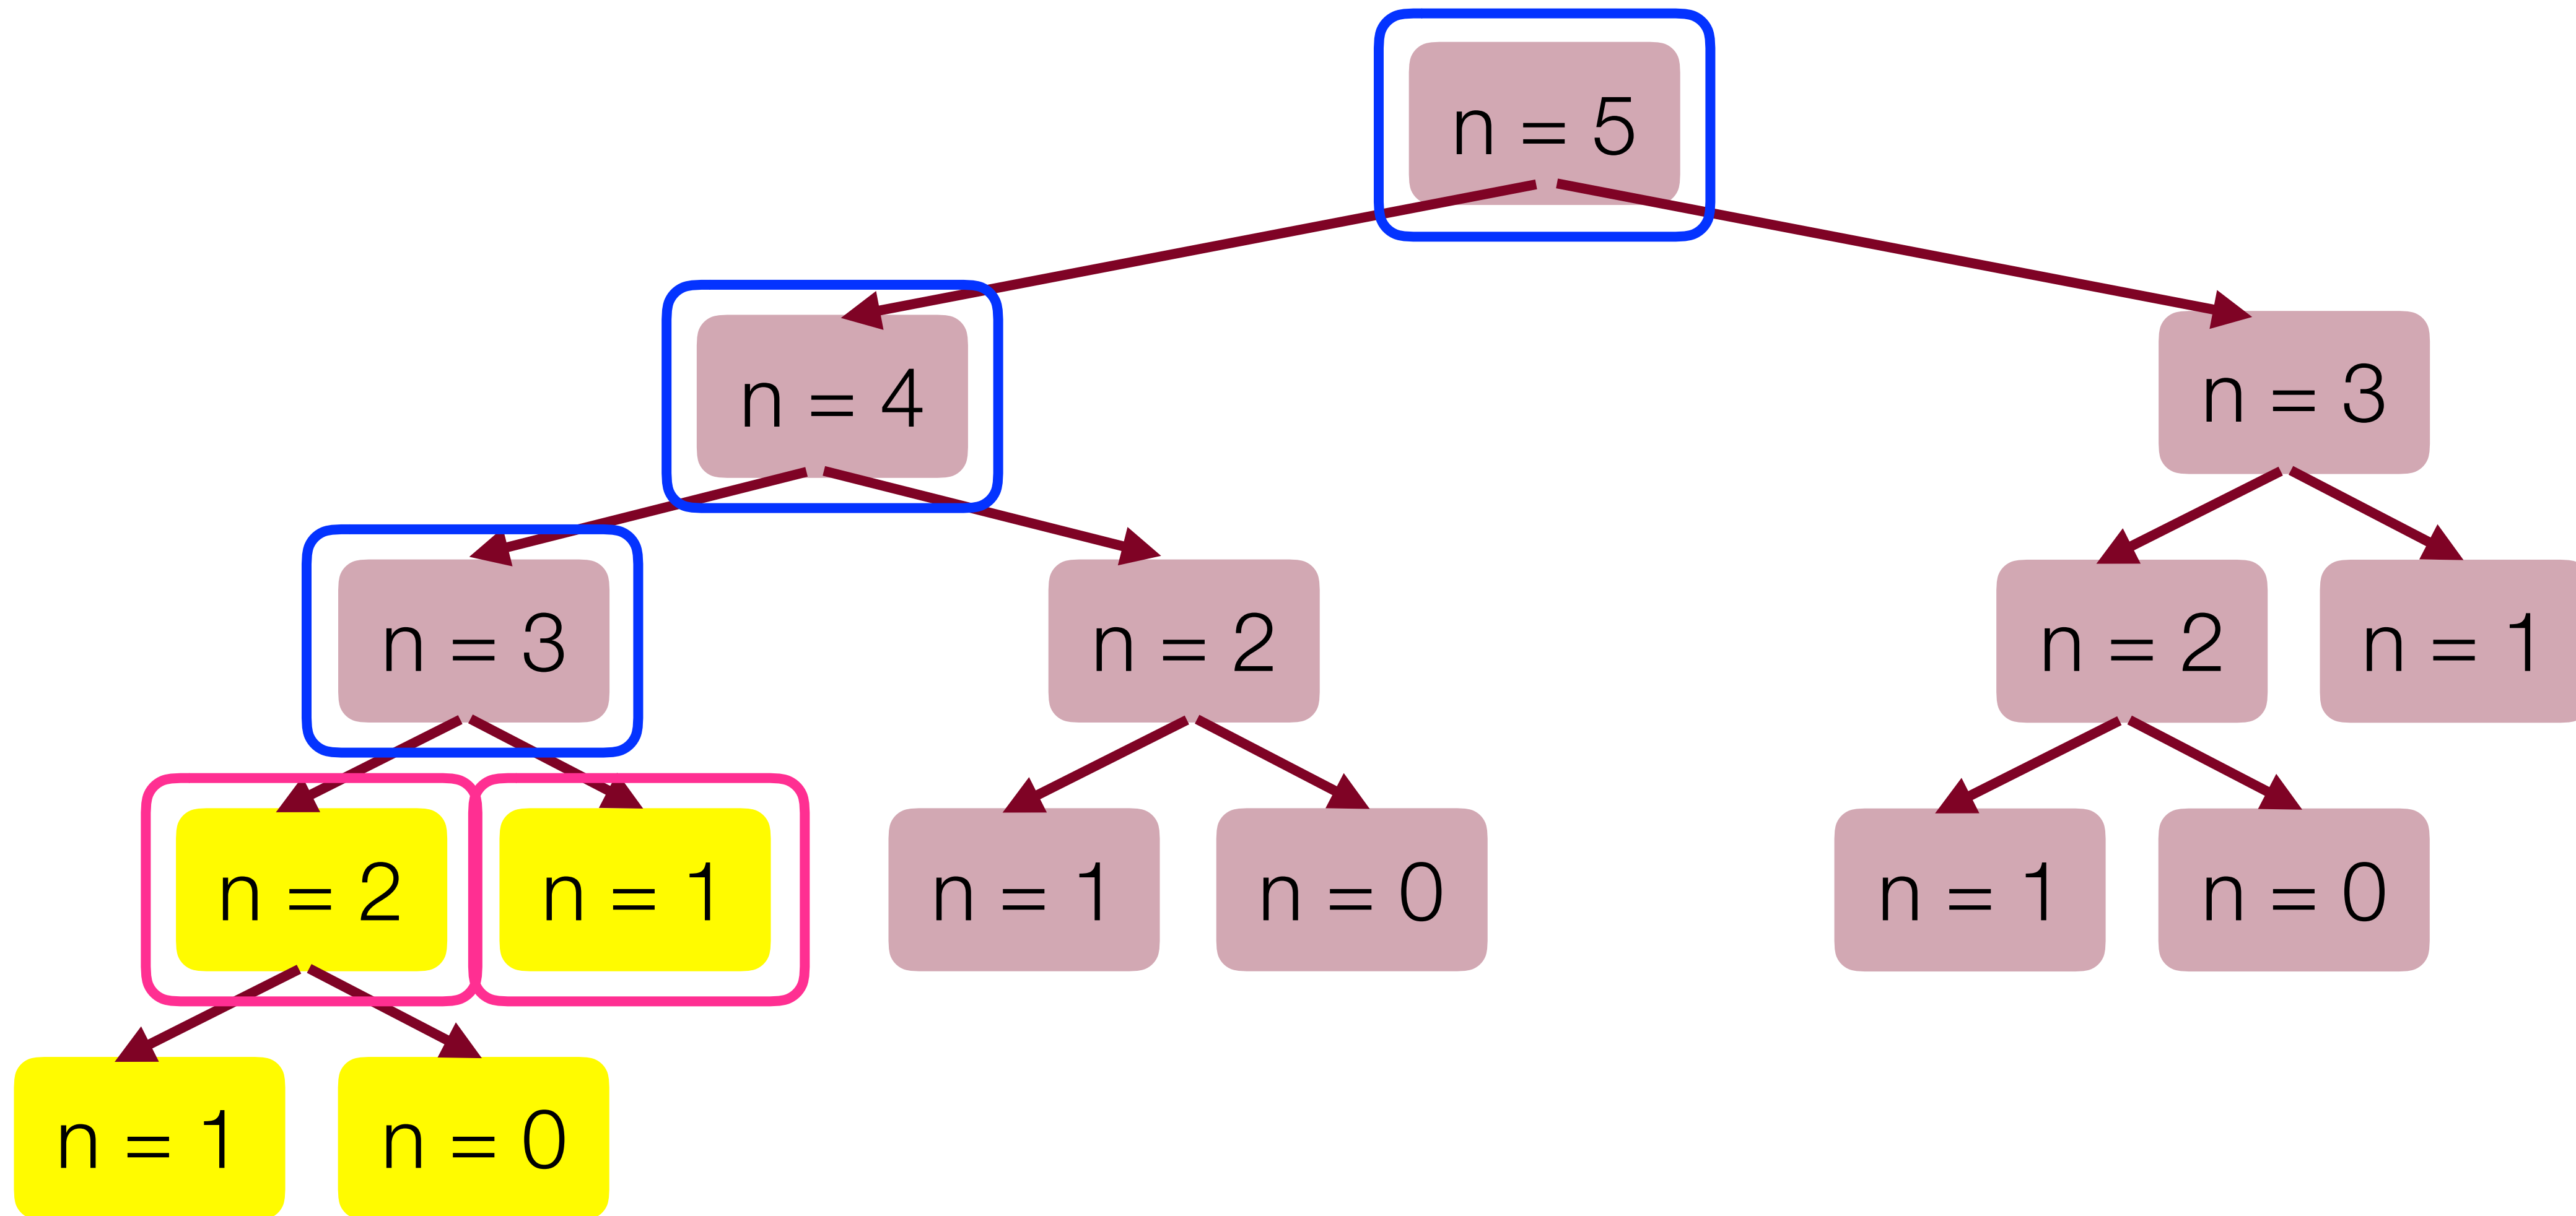 n = 5
n = 4
n = 3
n = 3
n = 2
n = 2
n = 1
n = 2
n = 1
n = 1
n = 0
n = 1
n = 0
n = 1
n = 0